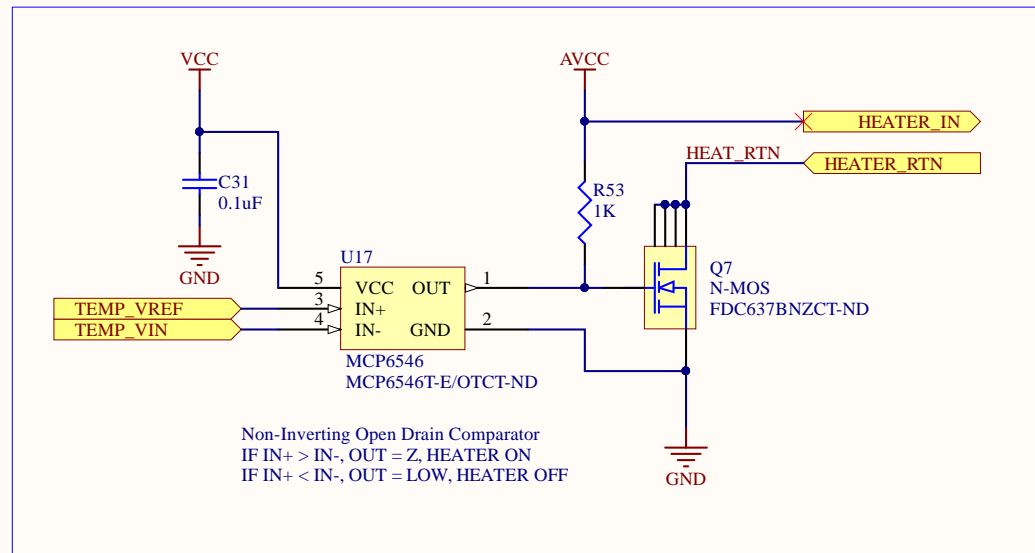 VCC
AVCC
HEATER_IN
HEAT_RTN
HEATER_RTN
C31
0.1uF
R53
1K
GND
U17
Q7
N-MOS
FDC637BNZCT-ND
5
VCC
OUT
1
TEMP_VREF
3
IN+
TEMP_VIN
4
IN-
GND
2
MCP6546
MCP6546T-E/OTCT-ND
Non-Inverting Open Drain Comparator
IF IN+ > IN-, OUT = Z, HEATER ON
IF IN+ < IN-, OUT = LOW, HEATER OFF
GND